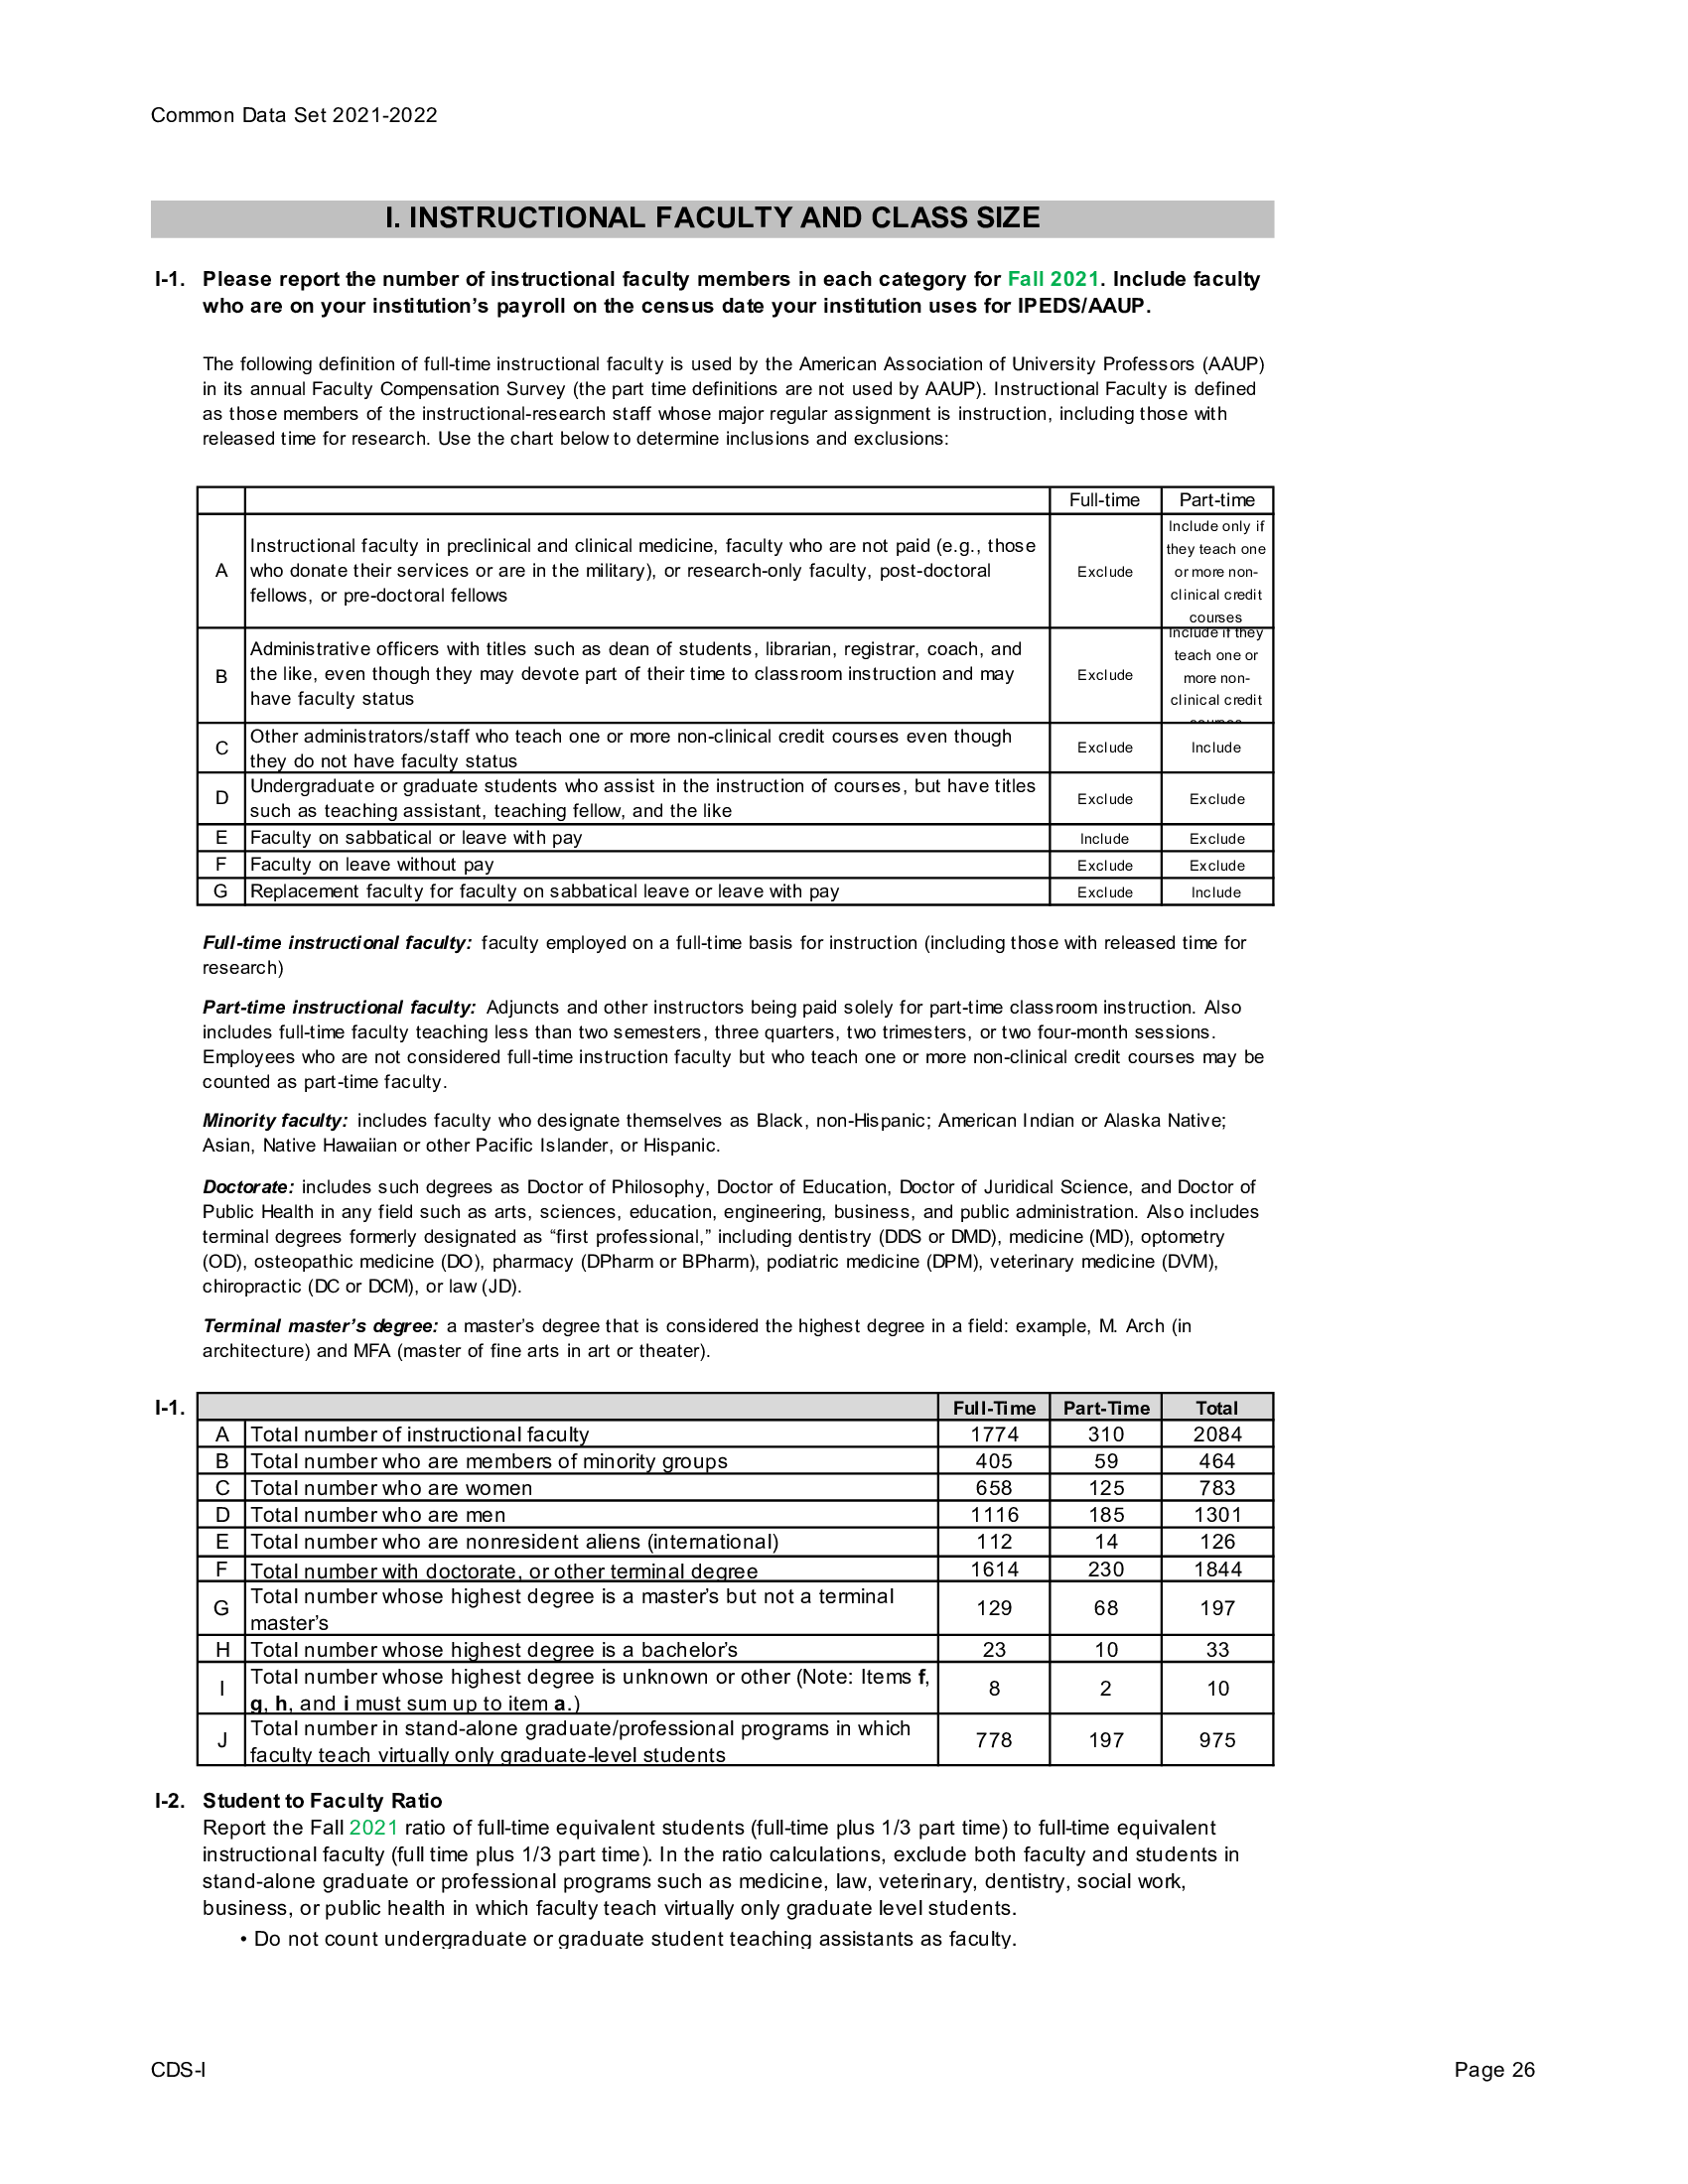 Common Data Set 2021-2022
I. INSTRUCTIONAL FACULTY AND CLASS SIZE
I-1. Please report the number of instructional faculty members in each category for Fall 2021. Include faculty
who are on your institution’s payroll on the census date your institution uses for IPEDS/AAUP.
The following definition of full-time instructional faculty is used by the American Association of University Professors (AAUP)
in its annual Faculty Compensation Survey (the part time definitions are not used by AAUP). Instructional Faculty is defined
as those members of the instructional-research staff whose major regular assignment is instruction, including those with
released time for research. Use the chart below to determine inclusions and exclusions:
Full-time Part-time
A
Instructional faculty in preclinical and clinical medicine, faculty who are not paid (e.g., those
who donate their services or are in the military), or research-only faculty, post-doctoral
fellows, or pre-doctoral fellows
Exclude
Include only if
they teach one
or more non-
clinical credit
courses
B
Administrative officers with titles such as dean of students, librarian, registrar, coach, and
the like, even though they may devote part of their time to classroom instruction and may
have faculty status
Exclude
Include if they
teach one or
more non-
clinical credit
courses
C
Other administrators/staff who teach one or more non-clinical credit courses even though
they do not have faculty status
Exclude Include
D
Undergraduate or graduate students who assist in the instruction of courses, but have titles
such as teaching assistant, teaching fellow, and the like
Exclude Exclude
E Faculty on sabbatical or leave with pay Include Exclude
F Faculty on leave without pay Exclude Exclude
G Replacement faculty for faculty on sabbatical leave or leave with pay Exclude Include
Full-time instructional faculty: faculty employed on a full-time basis for instruction (including those with released time for
research)
Part-time instructional faculty: Adjuncts and other instructors being paid solely for part-time classroom instruction. Also
includes full-time faculty teaching less than two semesters, three quarters, two trimesters, or two four-month sessions.
Employees who are not considered full-time instruction faculty but who teach one or more non-clinical credit courses may be
counted as part-time faculty.
Minority faculty: includes faculty who designate themselves as Black, non-Hispanic; American Indian or Alaska Native;
Asian, Native Hawaiian or other Pacific Islander, or Hispanic.
Doctorate: includes such degrees as Doctor of Philosophy, Doctor of Education, Doctor of Juridical Science, and Doctor of
Public Health in any field such as arts, sciences, education, engineering, business, and public administration. Also includes
terminal degrees formerly designated as “first professional,” including dentistry (DDS or DMD), medicine (MD), optometry
(OD), osteopathic medicine (DO), pharmacy (DPharm or BPharm), podiatric medicine (DPM), veterinary medicine (DVM),
chiropractic (DC or DCM), or law (JD).
Terminal master’s degree: a master’s degree that is considered the highest degree in a field: example, M. Arch (in
architecture) and MFA (master of fine arts in art or theater).
I-1. Full-Time Part-Time Total
A Total number of instructional faculty 1774 310 2084
B Total number who are members of minority groups 405 59 464
C Total number who are women 658 125 783
D Total number who are men 1116 185 1301
E Total number who are nonresident aliens (international) 112 14 126
F Total number with doctorate, or other terminal degree 1614 230 1844
G
Total number whose highest degree is a master’s but not a terminal
master’s
129 68 197
H Total number whose highest degree is a bachelor’s 23 10 33
I
Total number whose highest degree is unknown or other (Note: Items f,
g, h, and i must sum up to item a.)
8 2 10
J
Total number in stand-alone graduate/professional programs in which
faculty teach virtually only graduate-level students
778 197 975
I-2. Student to Faculty Ratio
Report the Fall 2021 ratio of full-time equivalent students (full-time plus 1/3 part time) to full-time equivalent
instructional faculty (full time plus 1/3 part time). In the ratio calculations, exclude both faculty and students in
stand-alone graduate or professional programs such as medicine, law, veterinary, dentistry, social work,
business, or public health in which faculty teach virtually only graduate level students.
• Do not count undergraduate or graduate student teaching assistants as faculty.
CDS-I Page 26